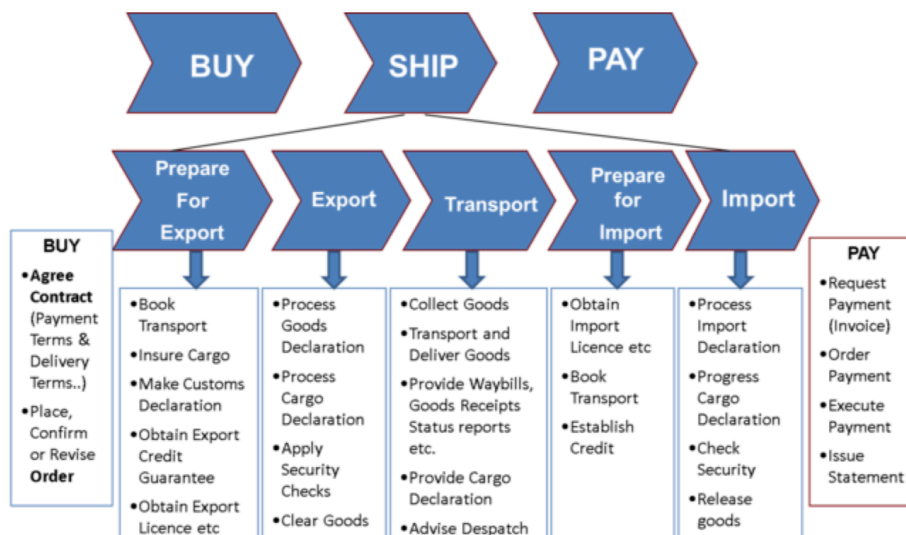 BUY
SHIP
PAY
Prepare
For
Export
Export
Transport
Prepare
for
Import
Import
BUY
•Agree
Contract
(Payment
Terms &
Delivery
Terms..)
•Place,
Confirm
or Revise
Order
•Book
Transport
•Insure Cargo
•Make Customs
Declaration
•Obtain Export
Credit
Guarantee
•Obtain Export
Licence etc
•Process
Goods
Declaration
•Process
Cargo
Declaration
•Apply
Security
Checks
•Clear Goods
•Collect Goods
•Transport and
Deliver Goods
•Provide Waybills,
Goods Receipts
Status reports
etc.
•Provide Cargo
Declaration
•Advise Despatch
•Obtain
Import
Licence etc
•Book
Transport
•Establish
Credit
•Process
Import
Declaration
•Progress
Cargo
Declaration
•Check
Security
•Release
goods
PAY
•Request
Payment
(Invoice)
•Order
Payment
•Execute
Payment
•Issue
Statement